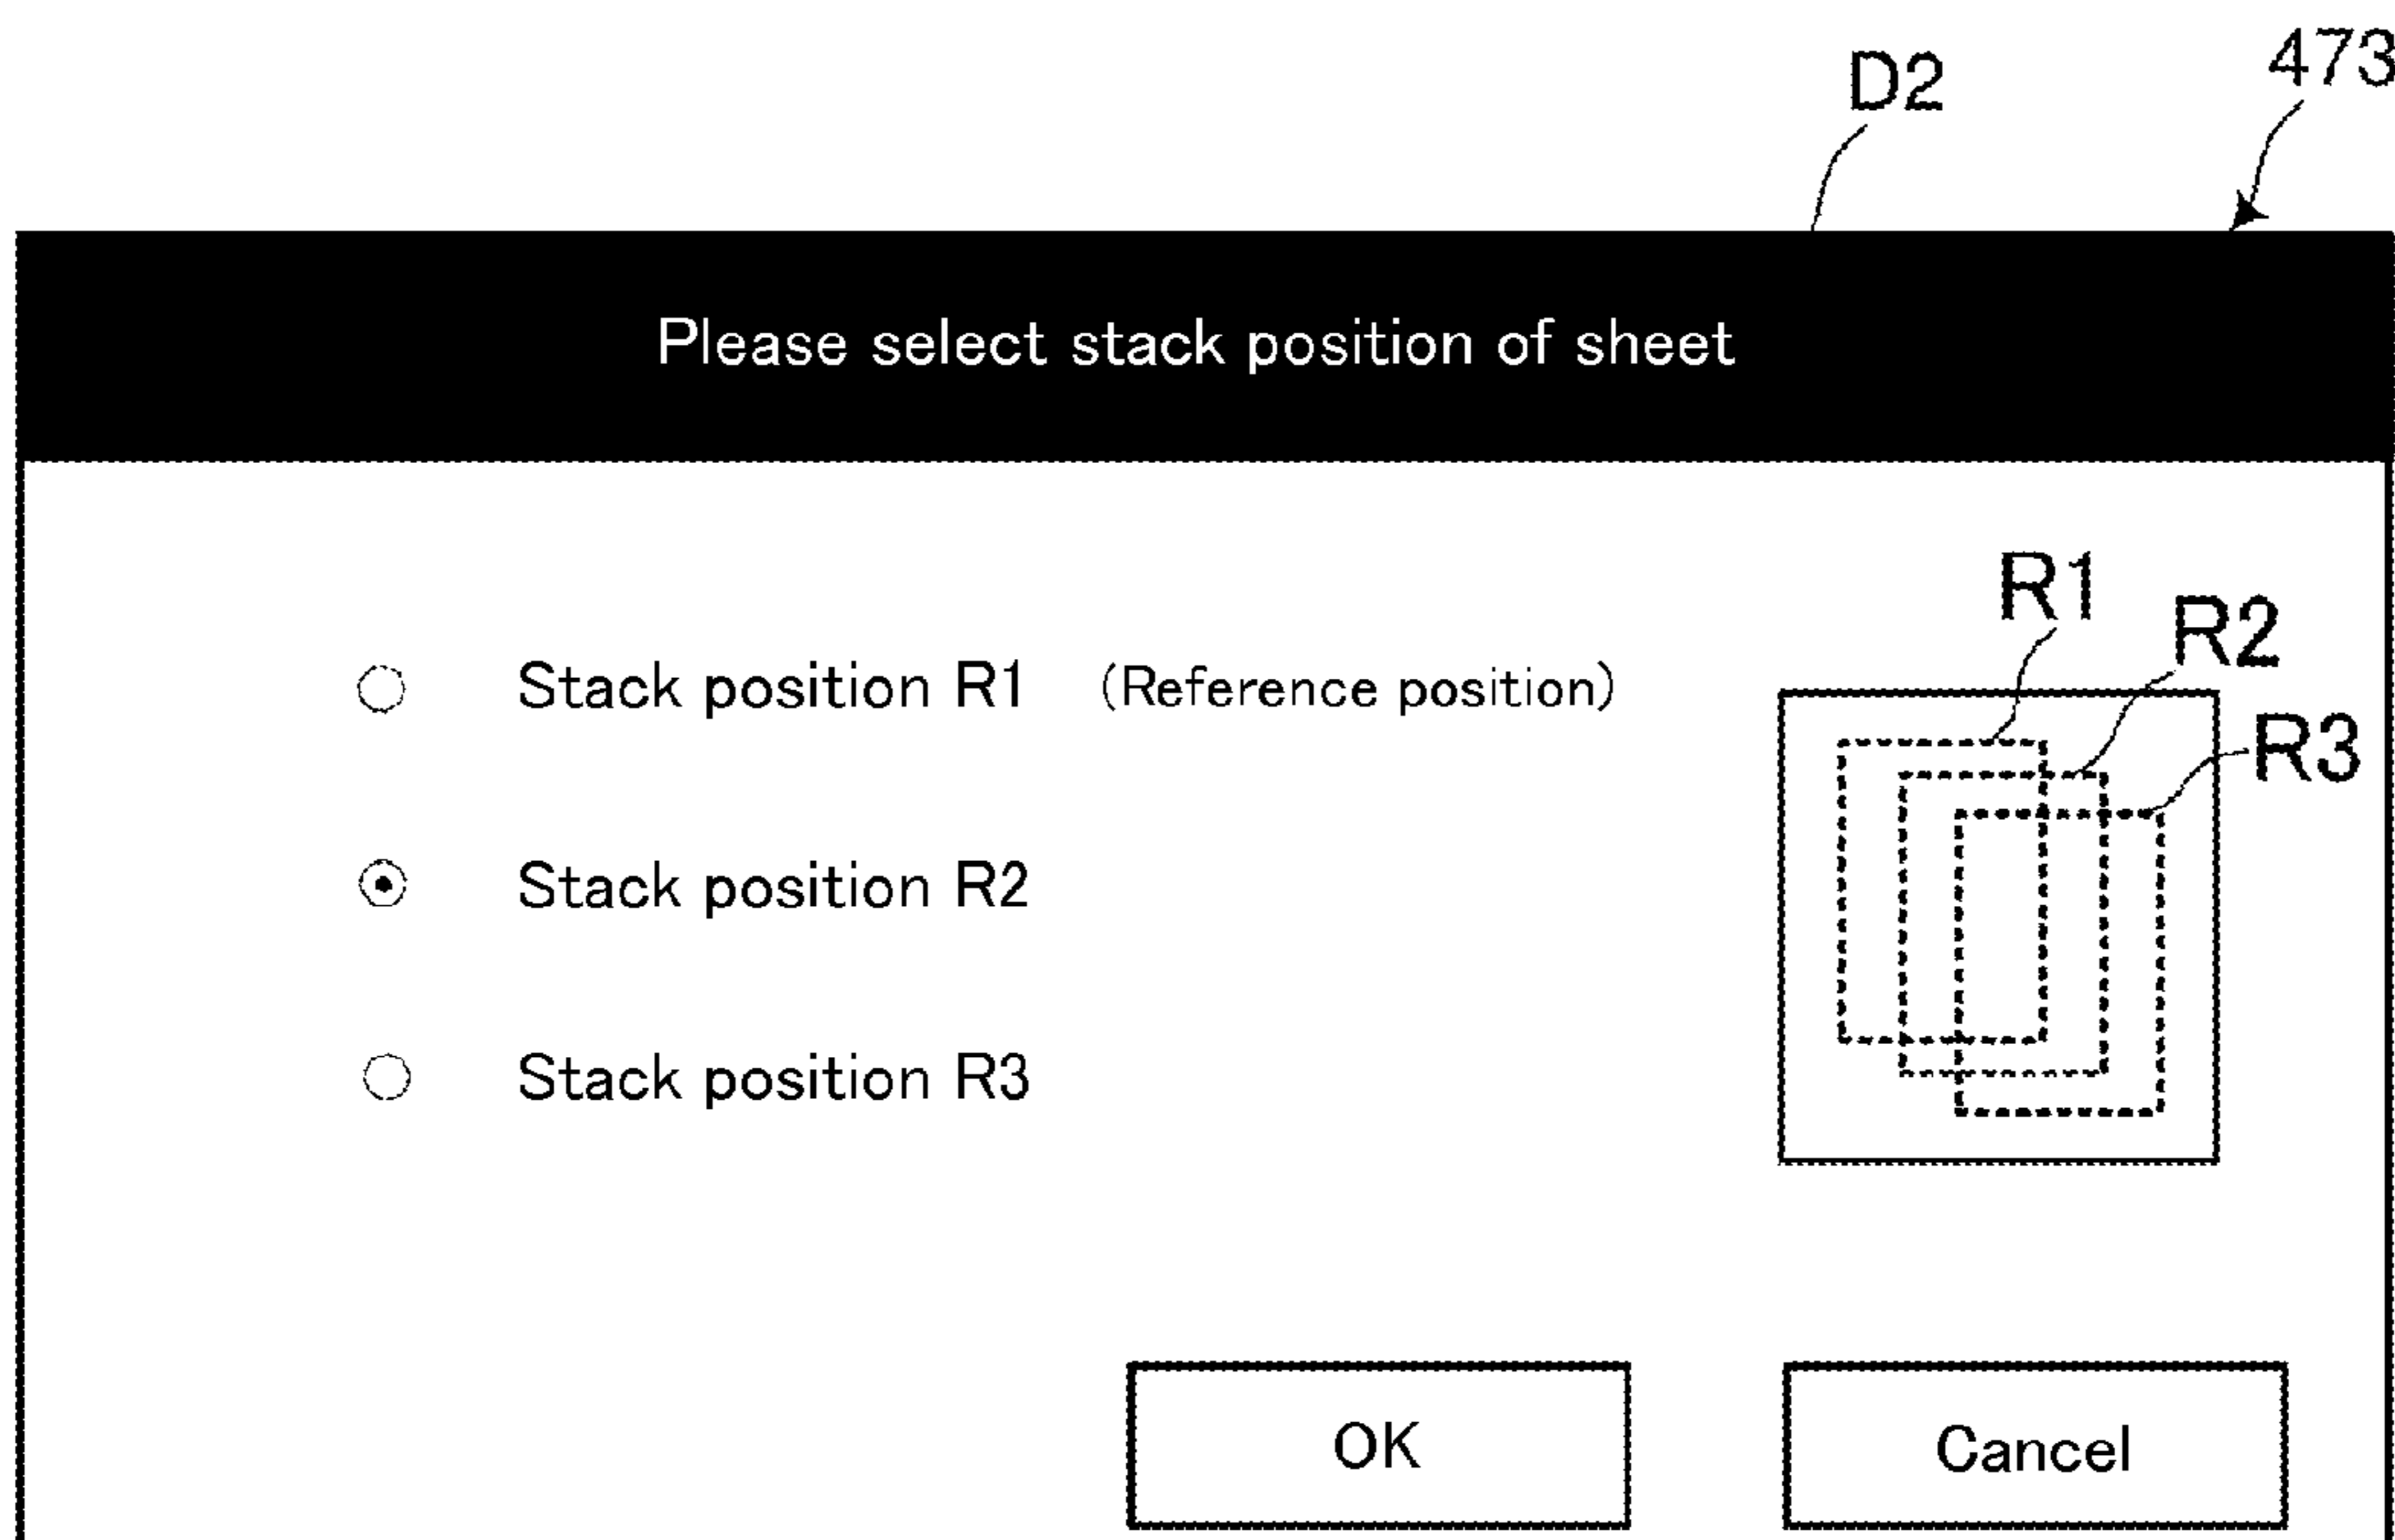 D2
473
Please select stack position of sheet
R1
R2
Stack position R1 (Reference position)
R3
Stack position R2
Stack position R3
OK
Cancel